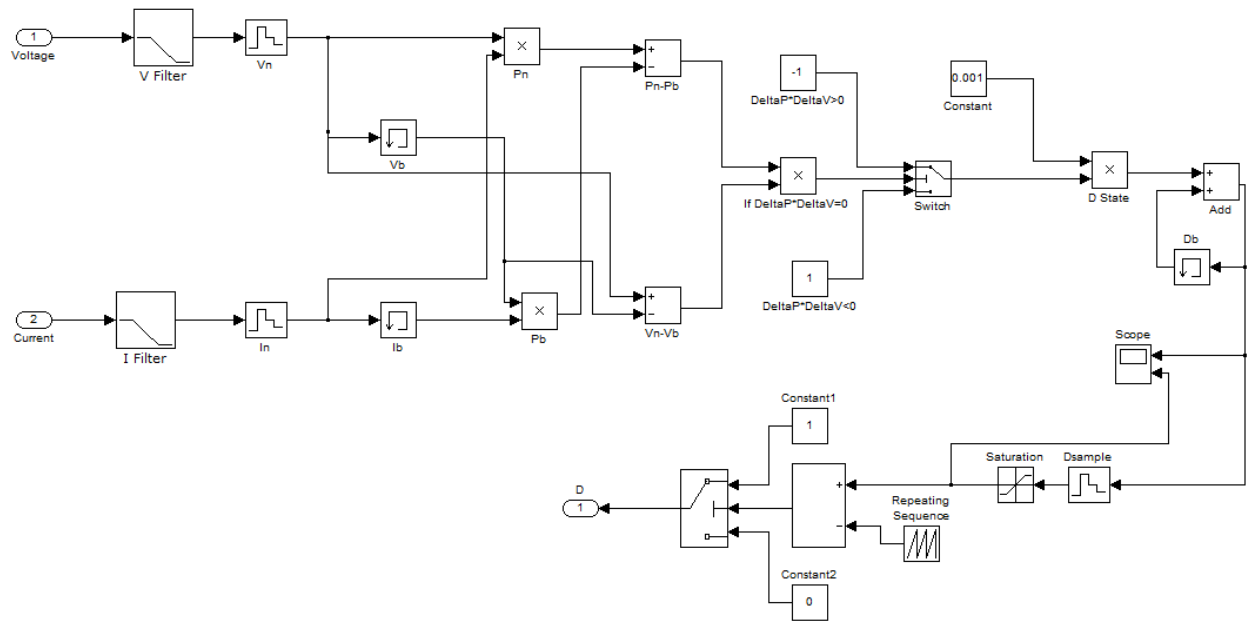 1
Voltage
V Filter
Vn
×
Pn
+
−
Pn-Pb
-1
DeltaP*DeltaV>0
0.001
Constant
Vb
×
If DeltaP*DeltaV=0
Switch
×
D State
+
+
Add
Db
1
DeltaP*DeltaV<0
2
Current
I Filter
In
Ib
×
Pb
+
−
Vn-Vb
Scope
Constant1
1
Saturation
Dsample
D
1
+
−
Repeating
Sequence
Constant2
0